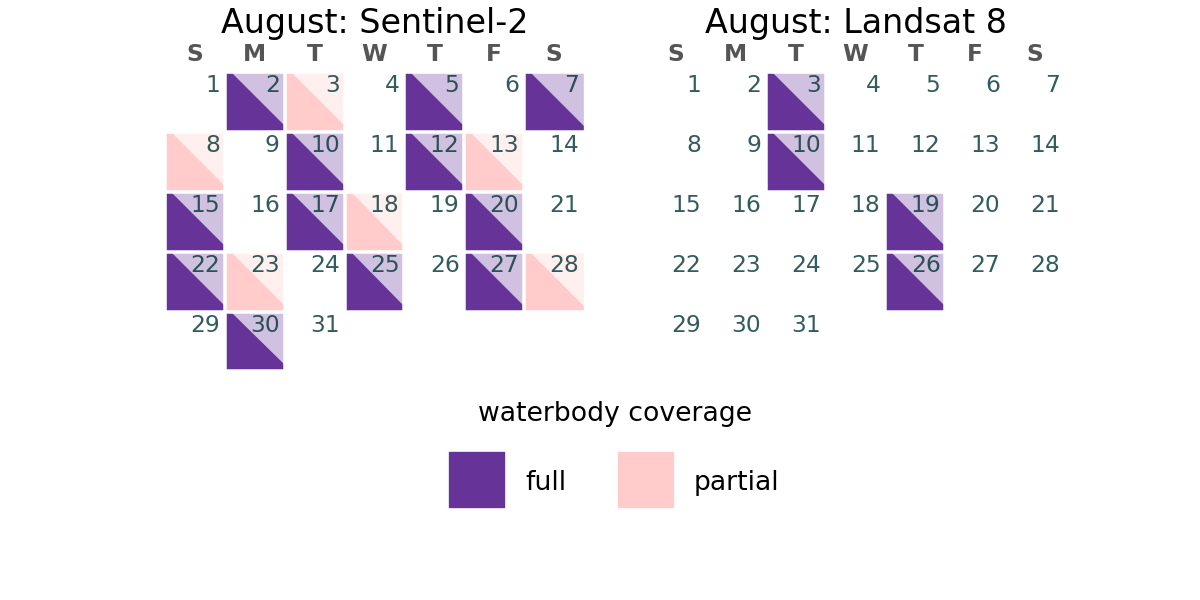 August: Sentinel-2
S M T W T F S
1 2 3 4 5 6 7
8 9 10 11 12 13 14
15 16 17 18 19 20 21
22 23 24 25 26 27 28
29 30 31
August: Landsat 8
S M T W T F S
1 2 3 4 5 6 7
8 9 10 11 12 13 14
15 16 17 18 19 20 21
22 23 24 25 26 27 28
29 30 31
waterbody coverage
full
partial